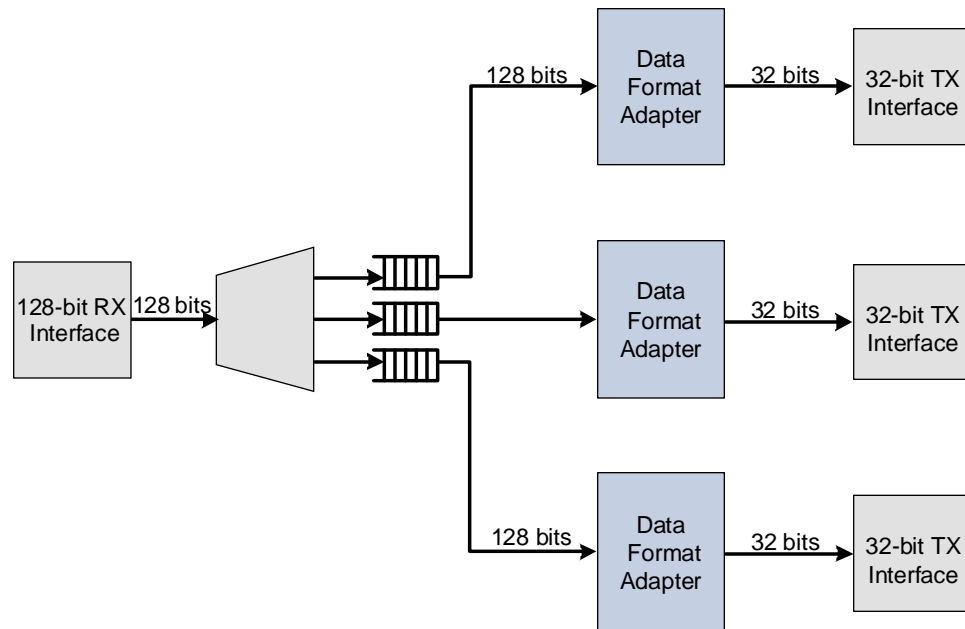 128-bit RX
Interface
128 bits
128 bits
Data
Format
Adapter
32 bits
32-bit TX
Interface
Data
Format
Adapter
32 bits
32-bit TX
Interface
128 bits
Data
Format
Adapter
32 bits
32-bit TX
Interface